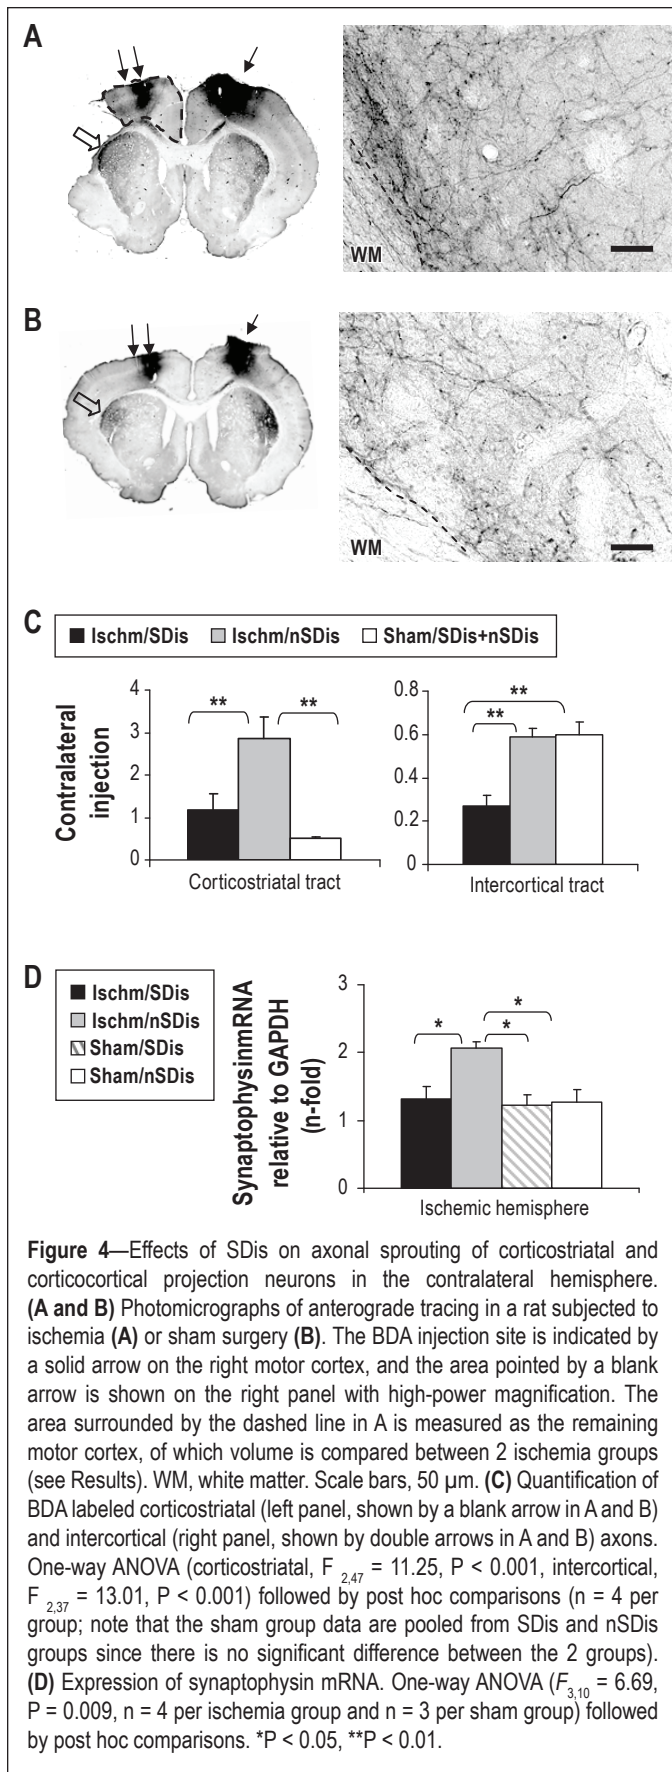 A
WM
B
WM
C
Ischm/SDis Ischm/nSDis Sham/SDis+nSDis
Contralateral
injection
4
3
2
1
0
** **
Corticostriatal tract
0.8
0.6
0.4
0.2
0
**
**
Intercortical tract
D
Ischm/SDis
Ischm/nSDis
Sham/SDis
Sham/nSDis
SynaptophysinmRNA
relative to GAPDH
(n-fold)
3
2
1
0
*
* *
Ischemic hemisphere
Figure 4—Effects of SDis on axonal sprouting of corticostriatal and
corticocortical projection neurons in the contralateral hemisphere.
(A and B) Photomicrographs of anterograde tracing in a rat subjected to
ischemia (A) or sham surgery (B). The BDA injection site is indicated by
a solid arrow on the right motor cortex, and the area pointed by a blank
arrow is shown on the right panel with high-power magnification. The
area surrounded by the dashed line in A is measured as the remaining
motor cortex, of which volume is compared between 2 ischemia groups
(see Results). WM, white matter. Scale bars, 50 µm. (C) Quantification of
BDA labeled corticostriatal (left panel, shown by a blank arrow in A and B)
and intercortical (right panel, shown by double arrows in A and B) axons.
One-way ANOVA (corticostriatal, F 2,47 = 11.25, P < 0.001, intercortical,
F 2,37 = 13.01, P < 0.001) followed by post hoc comparisons (n = 4 per
group; note that the sham group data are pooled from SDis and nSDis
groups since there is no significant difference between the 2 groups).
(D) Expression of synaptophysin mRNA. One-way ANOVA (F3,10 = 6.69,
P = 0.009, n = 4 per ischemia group and n = 3 per sham group) followed
by post hoc comparisons. *P < 0.05, **P < 0.01.